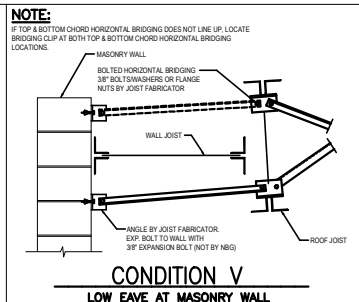 NOTE:
IF TOP & BOTTOM CHORD HORIZONTAL BRIDGING DOES NOT LINE UP, LOCATE
BRIDGING CLIP AT BOTH TOP & BOTTOM CHORD HORIZONTAL BRIDGING
LOCATIONS.
MASONRY WALL
BOLTED HORIZONTAL BRIDGING
3/8" BOLTS/WASHERS OR FLANGE
NUTS BY JOIST FABRICATOR
WALL JOIST
ANGLE BY JOIST FABRICATOR.
EXP. BOLT TO WALL WITH
3/8" EXPANSION BOLT (NOT BY NBG)
ROOF JOIST
CONDITION V
LOW EAVE AT MASONRY WALL